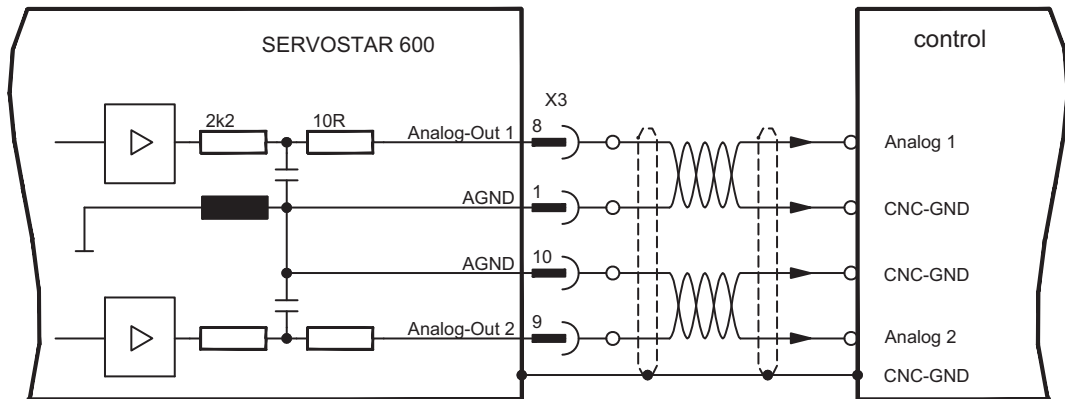 SERVOSTAR 600
control
X3
2k2
10R
Analog-Out 1
8
Analog 1
AGND
1
CNC-GND
AGND
10
CNC-GND
Analog-Out 2
9
Analog 2
CNC-GND